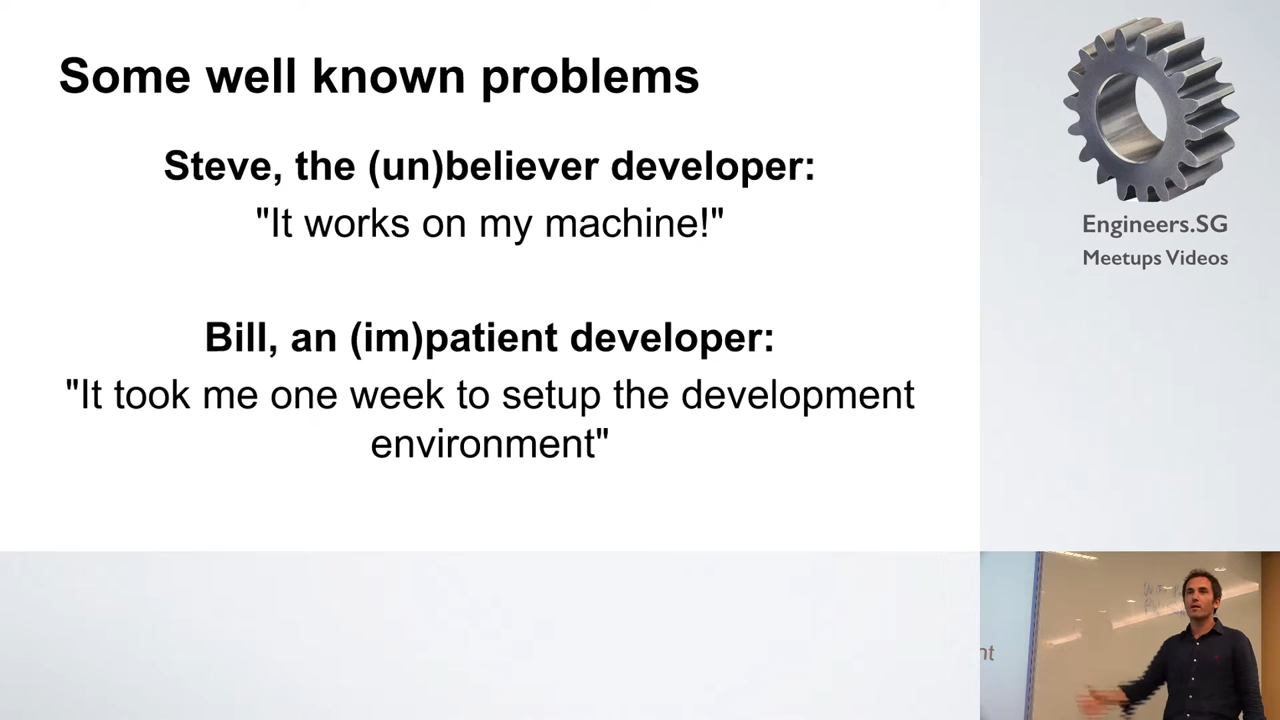 Some well known problems
Steve, the (un)believer developer:
"It works on my machine!"
Bill, an (im)patient developer:
"It took me one week to setup the development
environment"
Engineers.SG
Meetups Videos
nt